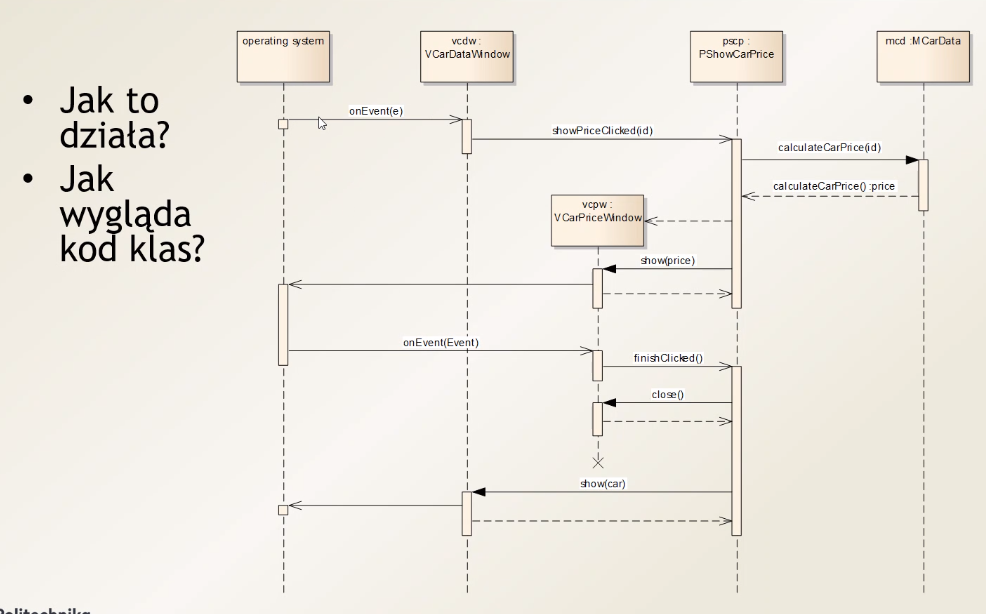 • Jak to
działa?
• Jak
wygląda
kod klas?
operating system
vcdw :
VCarDataWindow
pscp :
PShowCarPrice
mcd :MCarData
onEvent(e)
showPriceClicked(id)
calculateCarPrice(id)
calculateCarPrice() :price
vcpw :
VCarPriceWindow
show(price)
onEvent(Event)
finishClicked()
close()
show(car)
Politechnika